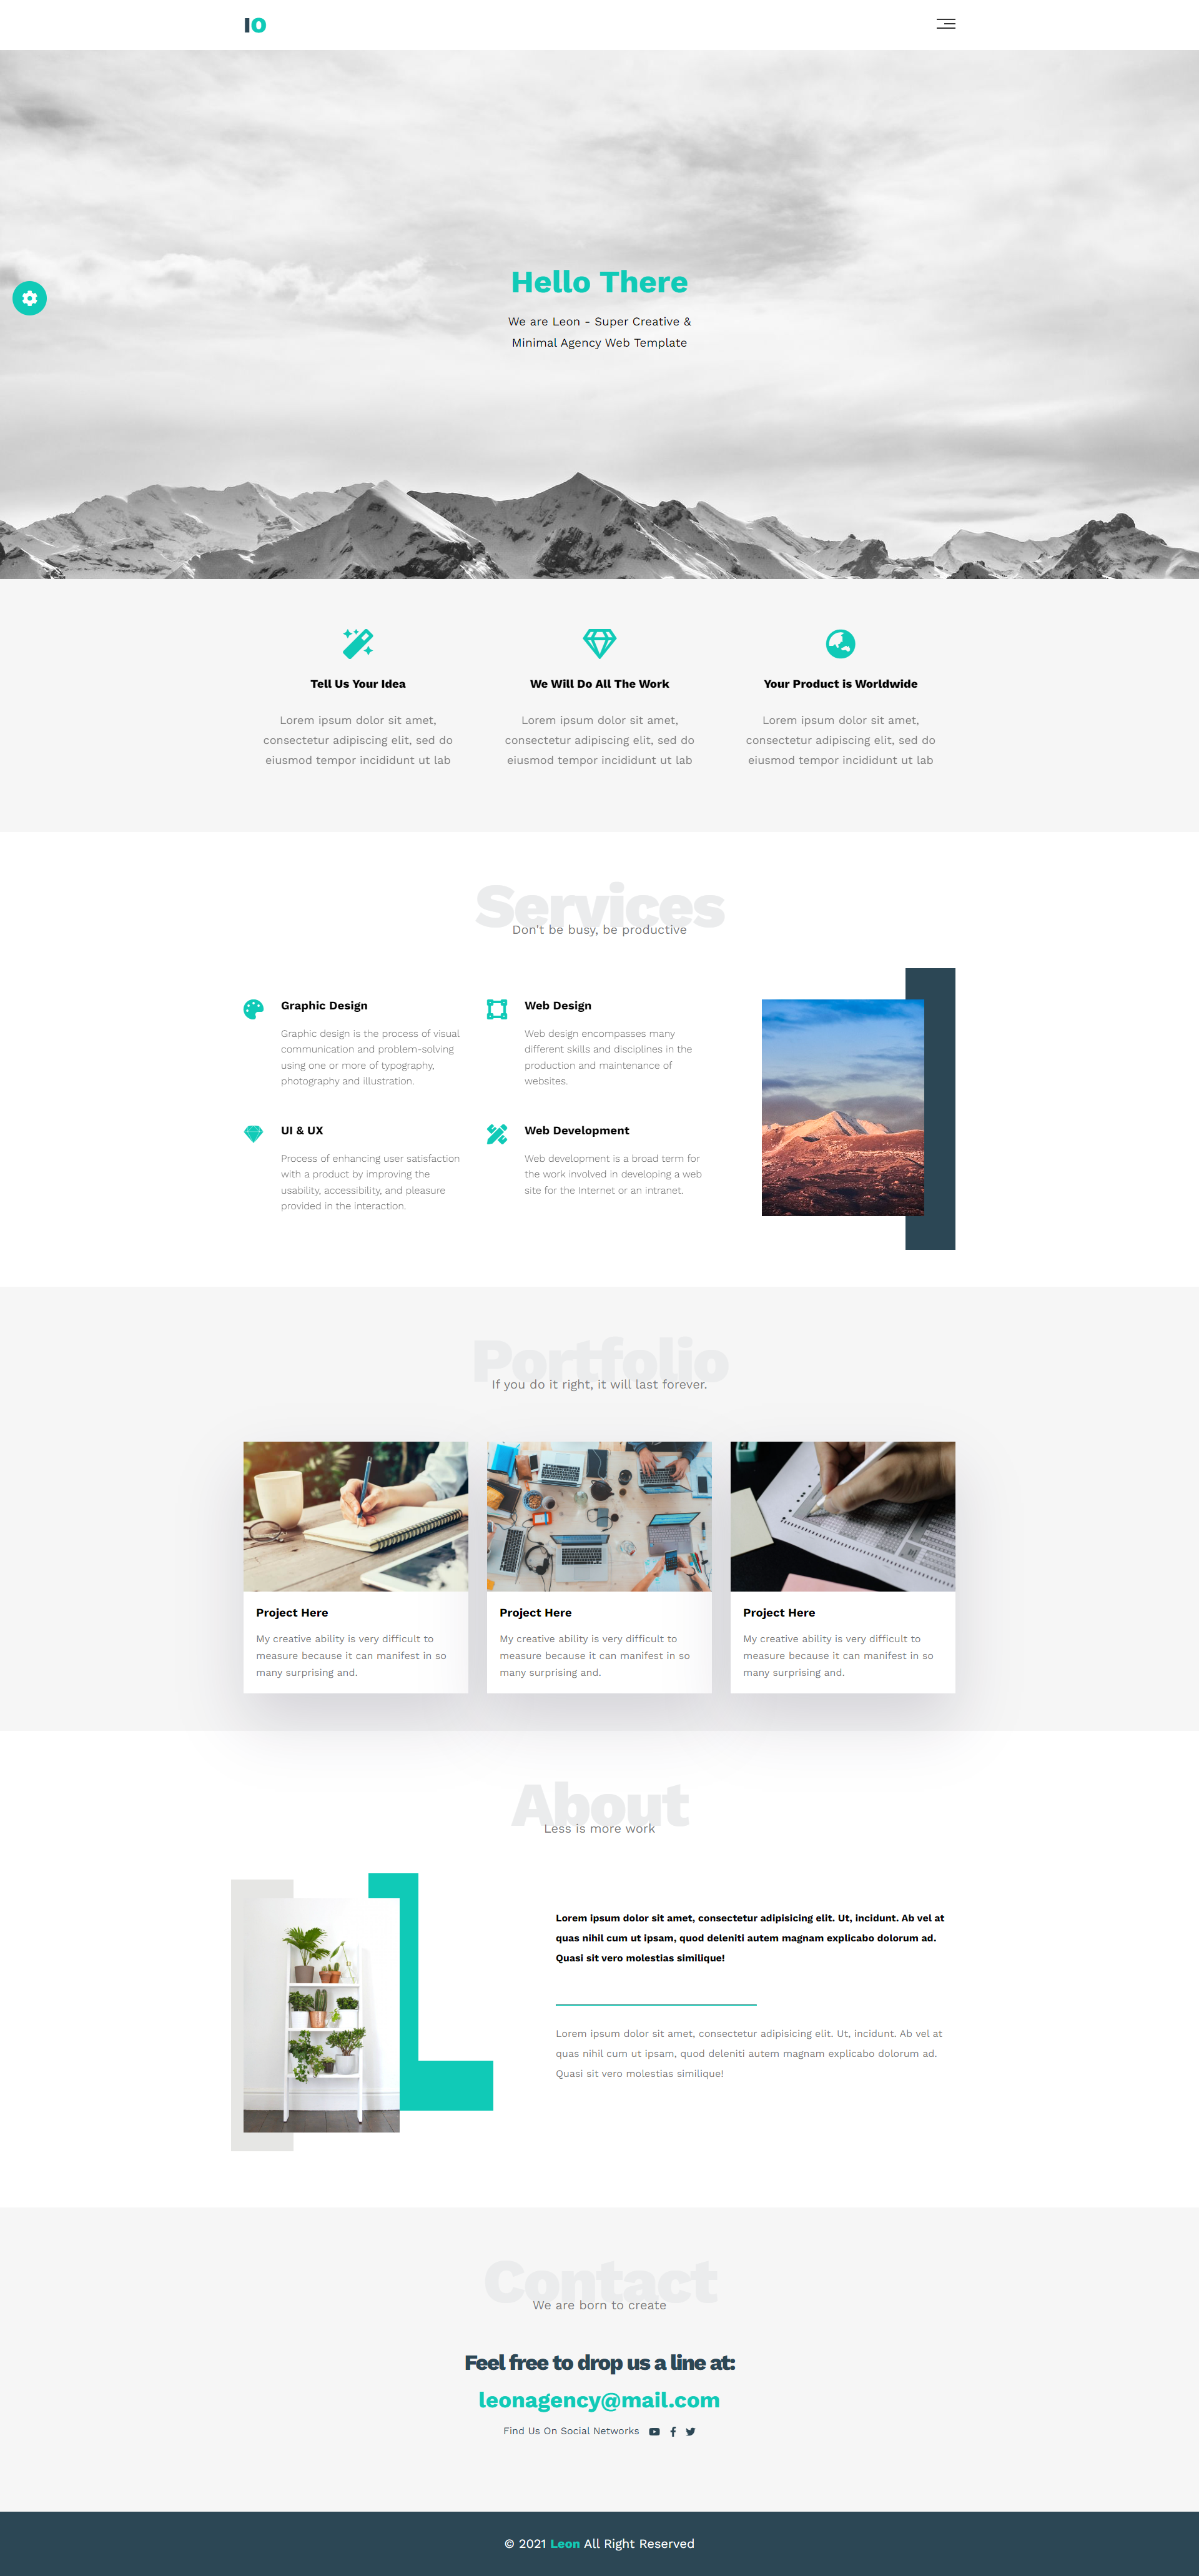 IO
Hello There
We are Leon - Super Creative &
Minimal Agency Web Template
Tell Us Your Idea
Lorem ipsum dolor sit amet,
consectetur adipiscing elit, sed do
eiusmod tempor incididunt ut lab
We Will Do All The Work
Lorem ipsum dolor sit amet,
consectetur adipiscing elit, sed do
eiusmod tempor incididunt ut lab
Your Product is Worldwide
Lorem ipsum dolor sit amet,
consectetur adipiscing elit, sed do
eiusmod tempor incididunt ut lab
Services
Don't be busy, be productive
Graphic Design
Graphic design is the process of visual
communication and problem-solving
using one or more of typography,
photography and illustration.
Web Design
Web design encompasses many
different skills and disciplines in the
production and maintenance of
websites.
UI & UX
Process of enhancing user satisfaction
with a product by improving the
usability, accessibility, and pleasure
provided in the interaction.
Web Development
Web development is a broad term for
the work involved in developing a web
site for the Internet or an intranet.
Portfolio
If you do it right, it will last forever.
Project Here
My creative ability is very difficult to
measure because it can manifest in so
many surprising and.
Project Here
My creative ability is very difficult to
measure because it can manifest in so
many surprising and.
Project Here
My creative ability is very difficult to
measure because it can manifest in so
many surprising and.
About
Less is more work
Lorem ipsum dolor sit amet, consectetur adipisicing elit. Ut, incidunt. Ab vel at
quas nihil cum ut ipsam, quod deleniti autem magnam explicabo dolorum ad.
Quasi sit vero molestias similique!
Lorem ipsum dolor sit amet, consectetur adipisicing elit. Ut, incidunt. Ab vel at
quas nihil cum ut ipsam, quod deleniti autem magnam explicabo dolorum ad.
Quasi sit vero molestias similique!
Contact
We are born to create
Feel free to drop us a line at:
leonagency@mail.com
Find Us On Social Networks
© 2021 Leon All Right Reserved